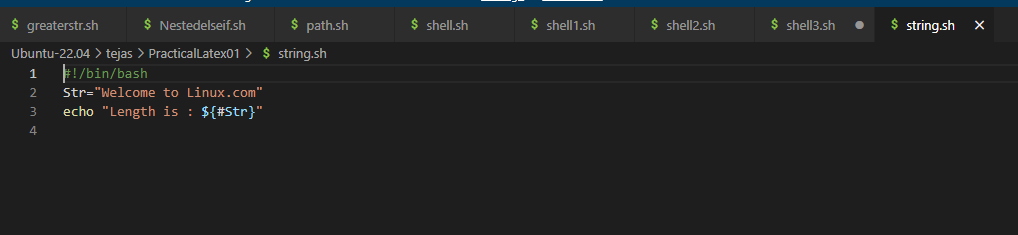 $ greaterstr.sh $ Nestedelseif.sh $ path.sh $ shell.sh $ shell1.sh $ shell2.sh $ shell3.sh ● $ string.sh ×
Ubuntu-22.04 > tejas > PracticalLatex01 > $ string.sh
1 #!/bin/bash
2 Str="Welcome to Linux.com"
3 echo "Length is : ${#Str}"
4